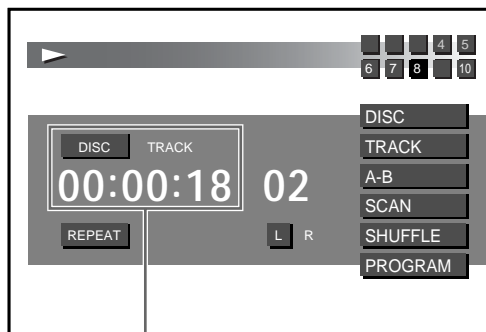 4 5
6 7 8 10
DISC
TRACK
A-B
SCAN
SHUFFLE
PROGRAM
DISC TRACK
00:00:18 02
REPEAT L R